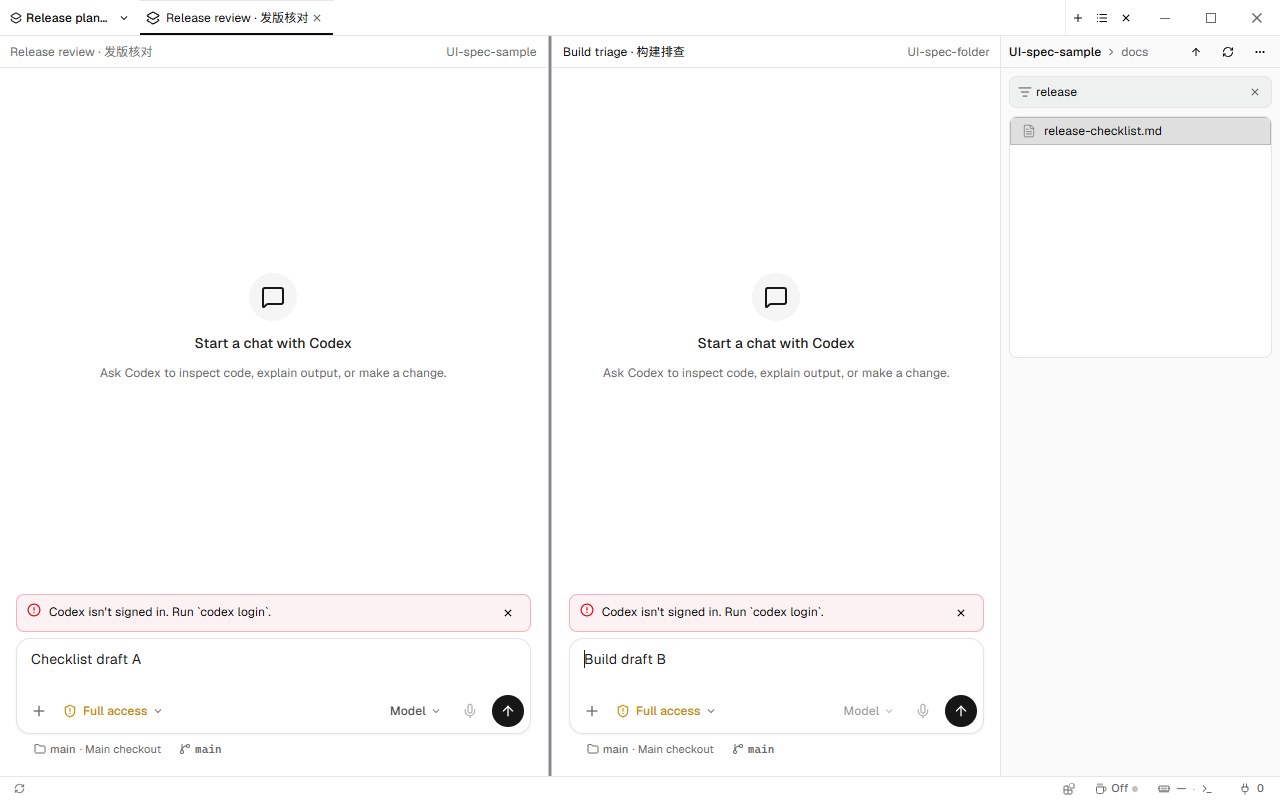 Release plan…
Release review · 发版核对
Release review · 发版核对
UI-spec-sample
Build triage · 构建排查
UI-spec-folder
UI-spec-sample > docs
release
release-checklist.md
Start a chat with Codex
Ask Codex to inspect code, explain output, or make a change.
Start a chat with Codex
Ask Codex to inspect code, explain output, or make a change.
Codex isn't signed in. Run `codex login`.
Codex isn't signed in. Run `codex login`.
Checklist draft A
Build draft B
Full access
Model
Full access
Model
main · Main checkout
main
main · Main checkout
main
Off
— ·
0